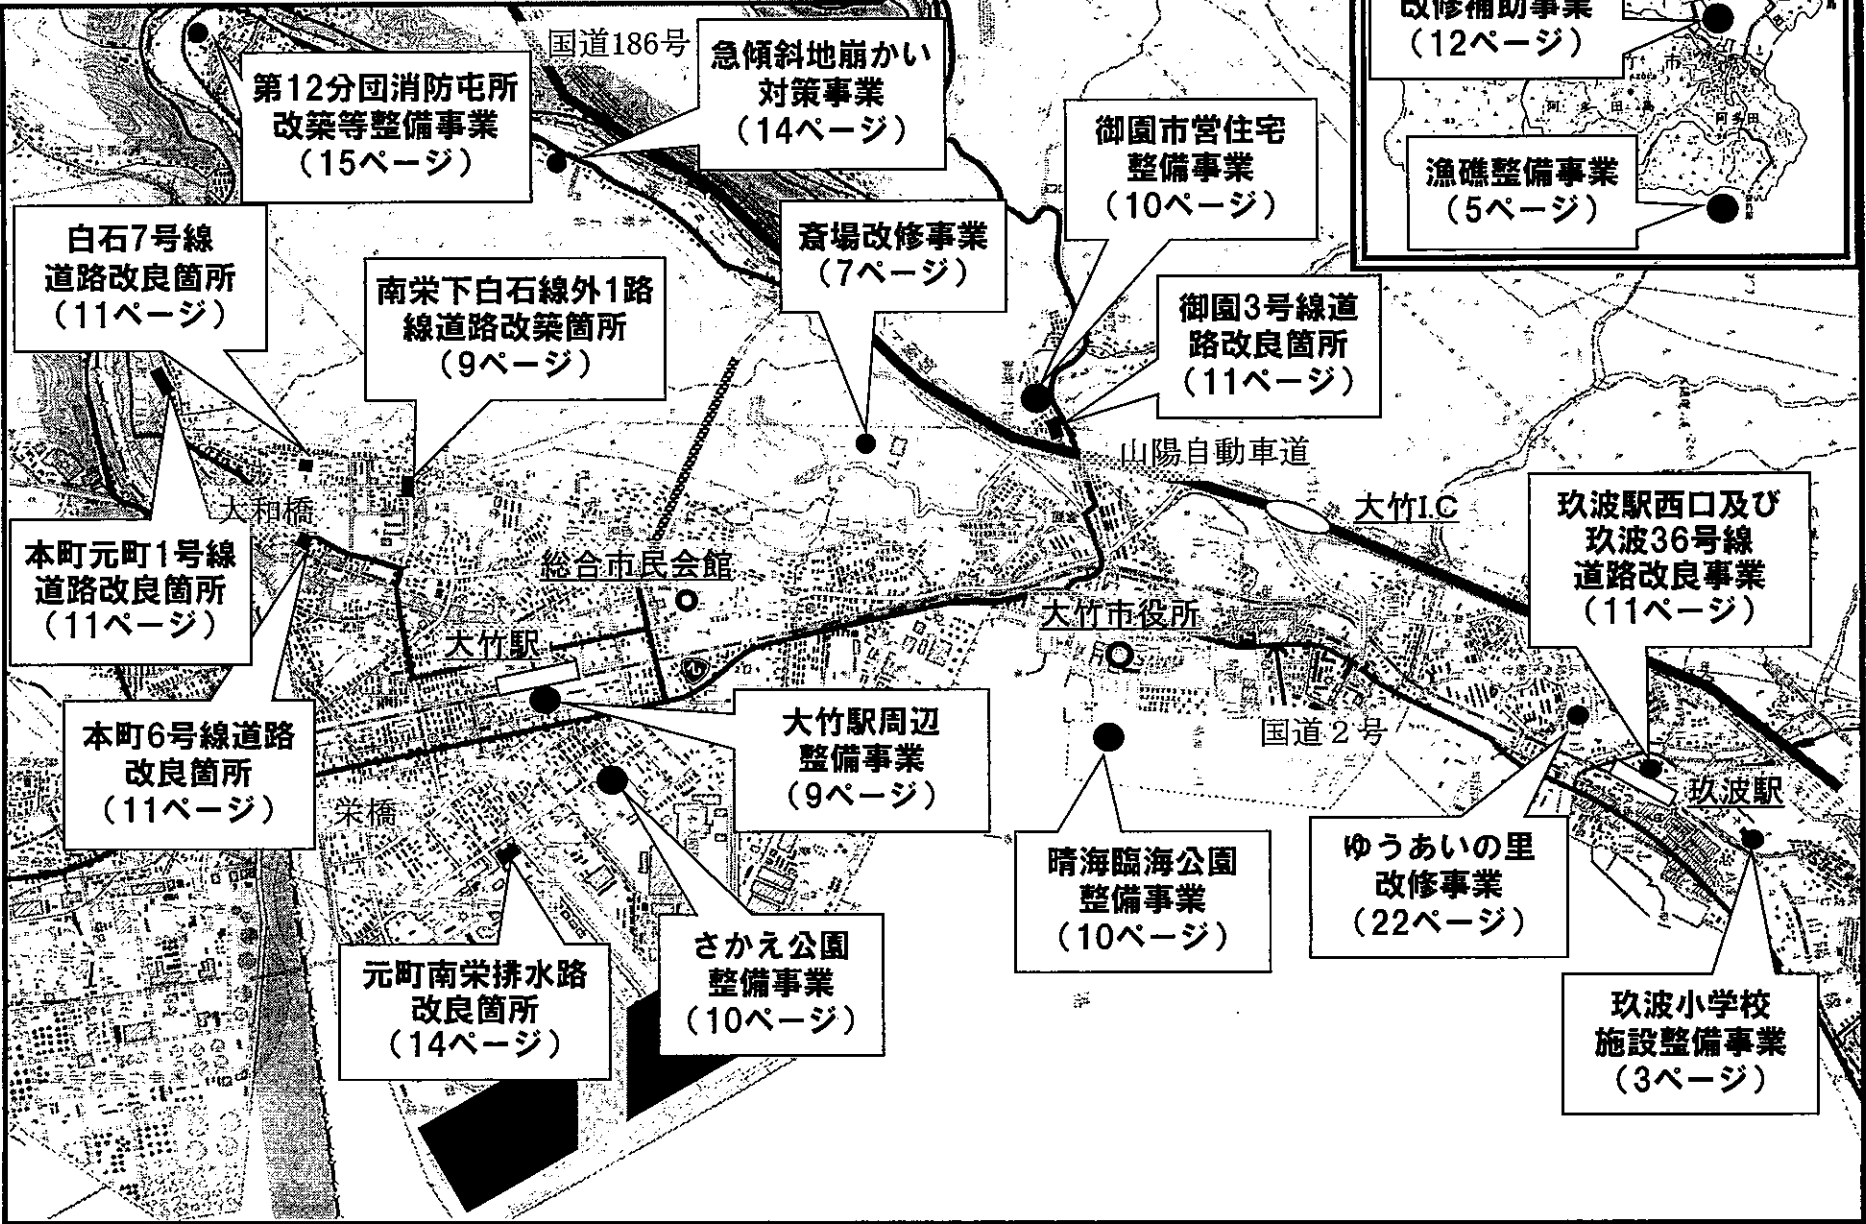 国道186号
第12分団消防屯所
改築等整備事業
（15ページ）
急傾斜地崩かい
対策事業
（14ページ）
改修補助事業
（12ページ）
市
阿多田島
阿多田
漁礁整備事業
（5ページ）
御園市営住宅
整備事業
（10ページ）
斎場改修事業
（7ページ）
白石7号線
道路改良箇所
（11ページ）
南栄下白石線外1路
線道路改築箇所
（9ページ）
御園3号線道
路改良箇所
（11ページ）
山陽自動車道
大竹I.C
大和橋
本町元町1号線
道路改良箇所
（11ページ）
総合市民会館
大竹駅
大竹市役所
玖波駅西口及び
玖波36号線
道路改良事業
（11ページ）
本町6号線道路
改良箇所
（11ページ）
大竹駅周辺
整備事業
（9ページ）
国道２号
玖波駅
栄橋
晴海臨海公園
整備事業
（10ページ）
ゆうあいの里
改修事業
（22ページ）
元町南栄排水路
改良箇所
（14ページ）
さかえ公園
整備事業
（10ページ）
玖波小学校
施設整備事業
（3ページ）